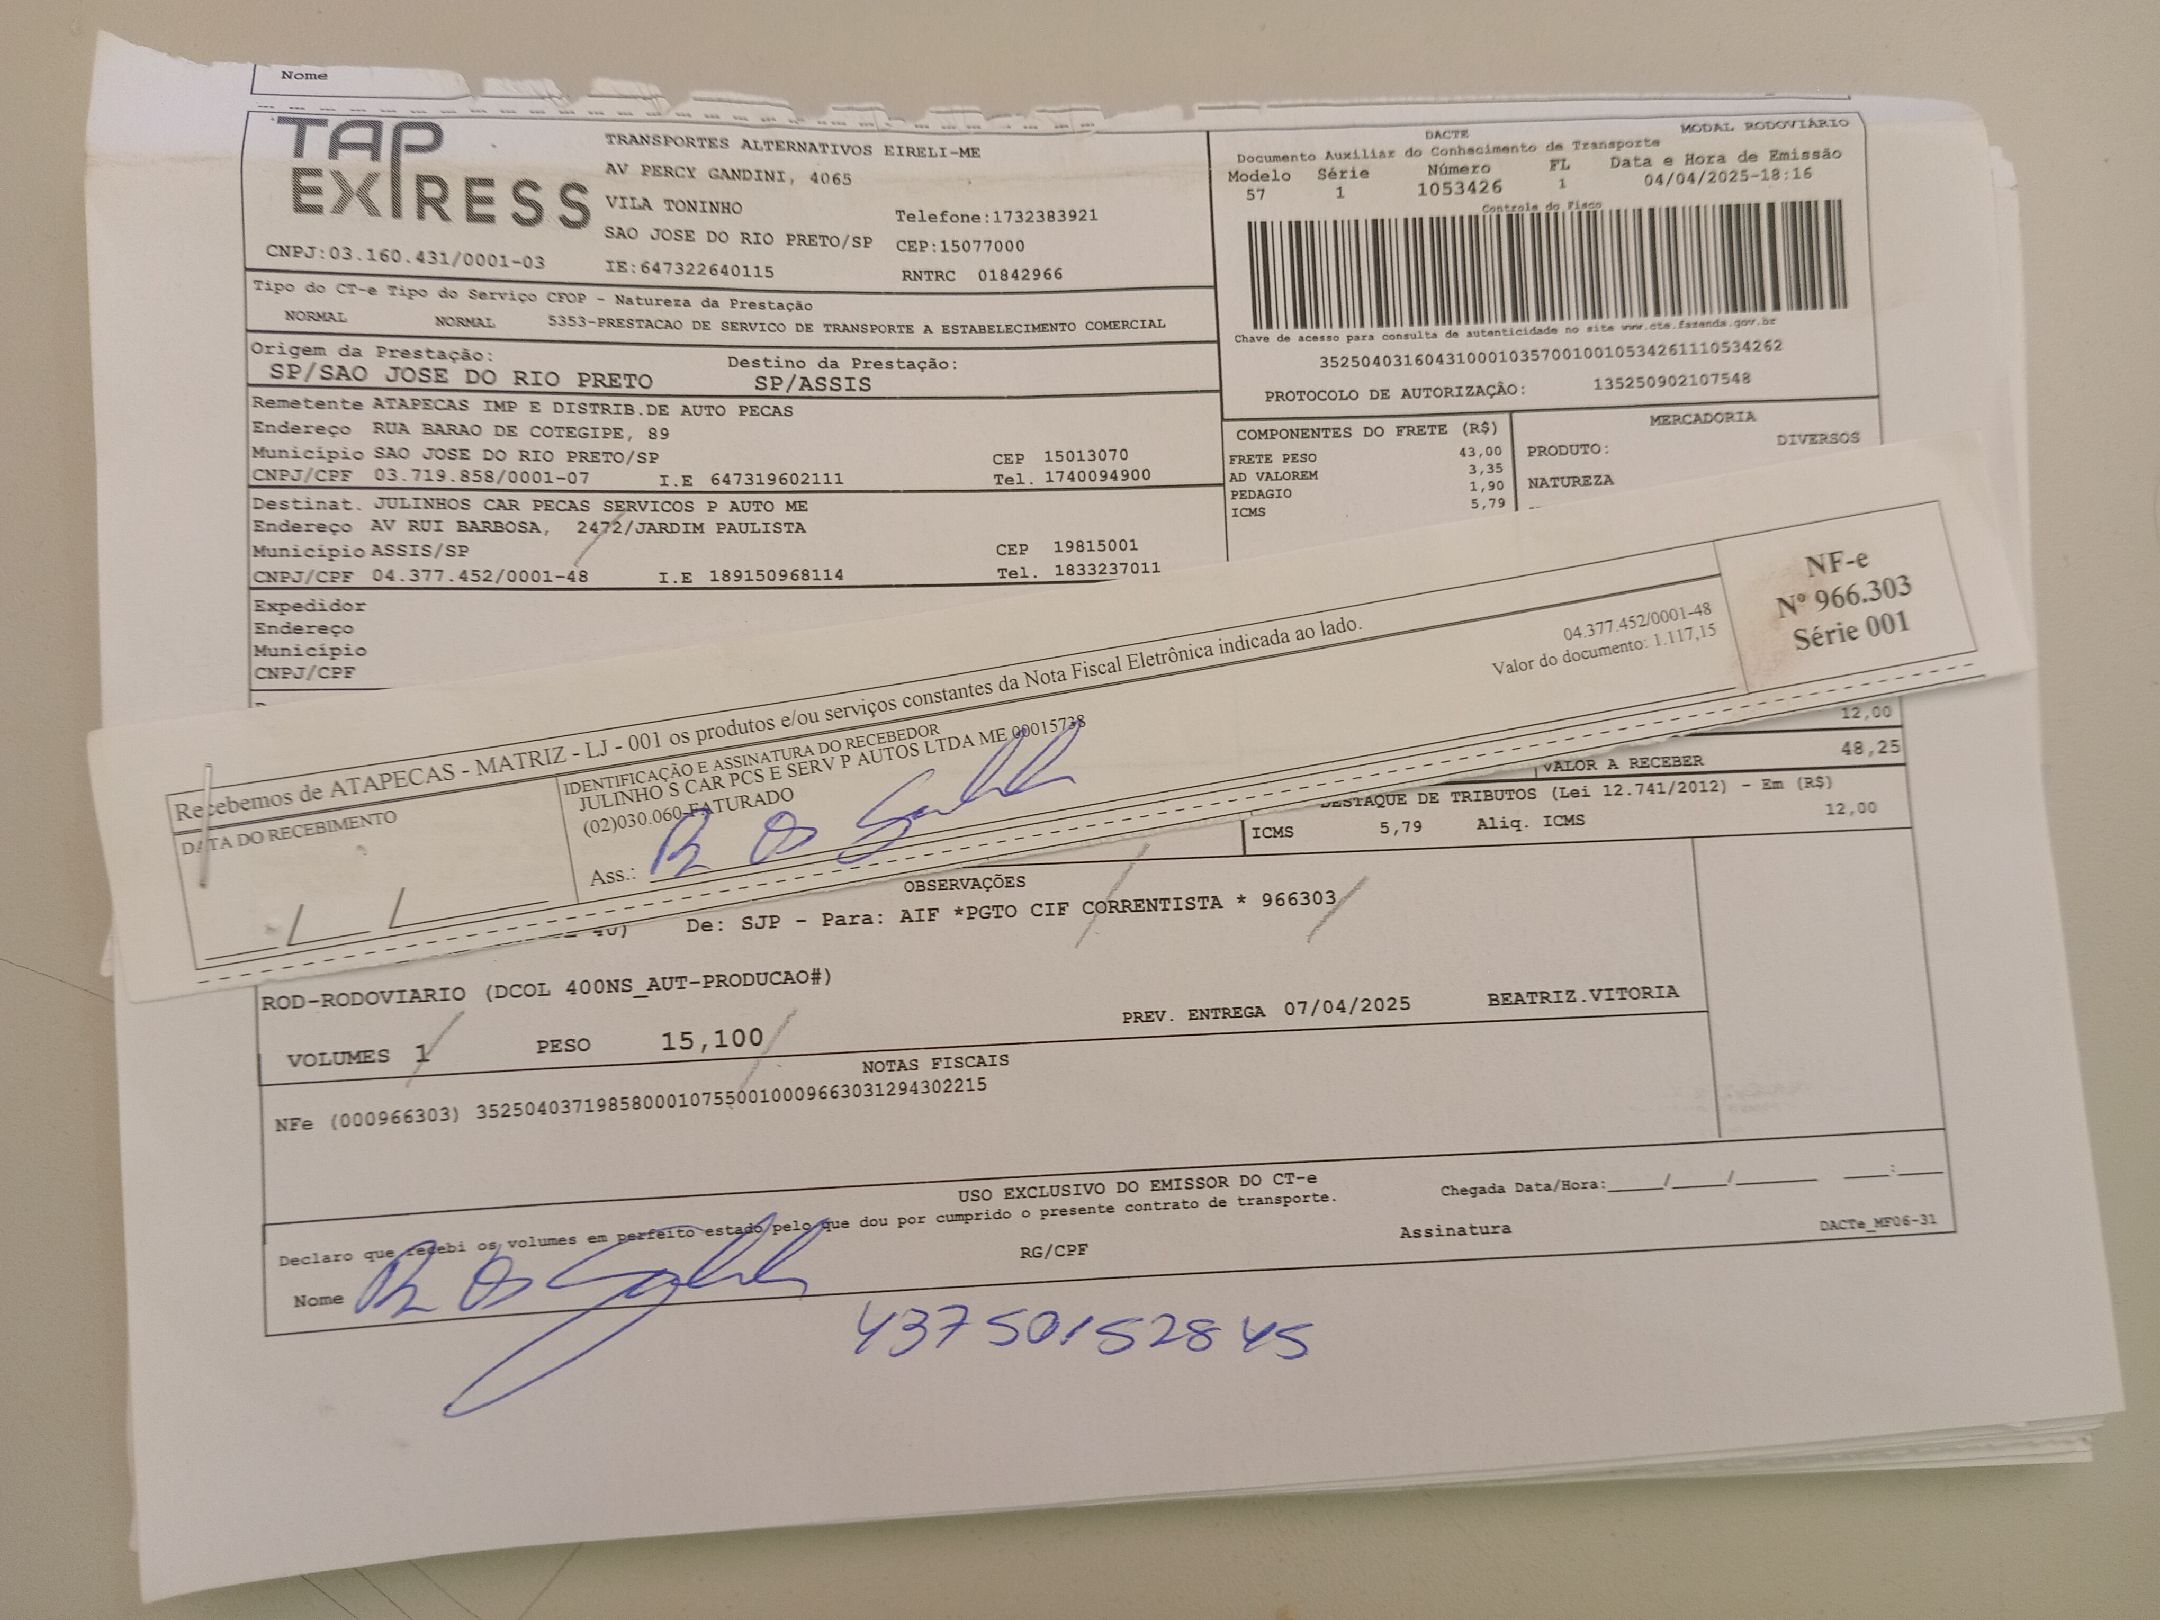 Nome
TAP EXPRESS
TRANSPORTES ALTERNATIVOS EIRELI-ME
AV PERCY GANDINI, 4065
VILA TONINHO
Telefone:1732383921
SAO JOSE DO RIO PRETO/SP CEP:15077000
CNPJ:03.160.431/0001-03 IE:647322640115 RNTRC 01842966
DACTE MODAL RODOVIÁRIO
Documento Auxiliar do Conhecimento de Transporte
Modelo Série Número FL Data e Hora de Emissão
57 1 1053426 1 04/04/2025-18:16
Controle do Fisco
Chave de acesso para consulta de autenticidade no site www.cte.fazenda.gov.br
35250403160431000103570010010534261110534262
PROTOCOLO DE AUTORIZAÇÃO: 135250902107548
Tipo do CT-e Tipo do Serviço CFOP - Natureza da Prestação
NORMAL NORMAL 5353-PRESTACAO DE SERVICO DE TRANSPORTE A ESTABELECIMENTO COMERCIAL
Origem da Prestação: Destino da Prestação:
SP/SAO JOSE DO RIO PRETO SP/ASSIS
Remetente ATAPECAS IMP E DISTRIB.DE AUTO PECAS
Endereço RUA BARAO DE COTEGIPE, 89
Município SAO JOSE DO RIO PRETO/SP CEP 15013070
CNPJ/CPF 03.719.858/0001-07 I.E 647319602111 Tel. 1740094900
Destinat. JULINHOS CAR PECAS SERVICOS P AUTO ME
Endereço AV RUI BARBOSA, 2472/JARDIM PAULISTA
Município ASSIS/SP CEP 19815001
CNPJ/CPF 04.377.452/0001-48 I.E 189150968114 Tel. 1833237011
Expedidor
Endereço
Município
CNPJ/CPF
COMPONENTES DO FRETE (R$)
FRETE PESO 43,00
AD VALOREM 3,35
PEDAGIO 1,90
ICMS 5,79
MERCADORIA
PRODUTO: DIVERSOS
NATUREZA
Recebemos de ATAPECAS - MATRIZ - LJ - 001 os produtos e/ou serviços constantes da Nota Fiscal Eletrônica indicada ao lado.
04.377.452/0001-48
Valor do documento: 1.117,15
NF-e
Nº 966.303
Série 001
DATA DO RECEBIMENTO
IDENTIFICAÇÃO E ASSINATURA DO RECEBEDOR
JULINHO S CAR PCS E SERV P AUTOS LTDA ME 00015738
(02)030.060-FATURADO
Ass.:
/ /
12,00
VALOR A RECEBER 48,25
DESTAQUE DE TRIBUTOS (Lei 12.741/2012) - Em (R$)
ICMS 5,79 Aliq. ICMS 12,00
OBSERVAÇÕES
De: SJP - Para: AIF *PGTO CIF CORRENTISTA * 966303
ROD-RODOVIARIO (DCOL 400NS_AUT-PRODUCAO#)
PREV. ENTREGA 07/04/2025 BEATRIZ.VITORIA
VOLUMES 1 PESO 15,100
NOTAS FISCAIS
NFe (000966303) 35250403719858000107550010009663031294302215
USO EXCLUSIVO DO EMISSOR DO CT-e
Declaro que recebi os volumes em perfeito estado pelo que dou por cumprido o presente contrato de transporte.
Chegada Data/Hora:_____/_____/________ ____:____
Nome RG/CPF Assinatura DACTe_MF06-31
43750152845